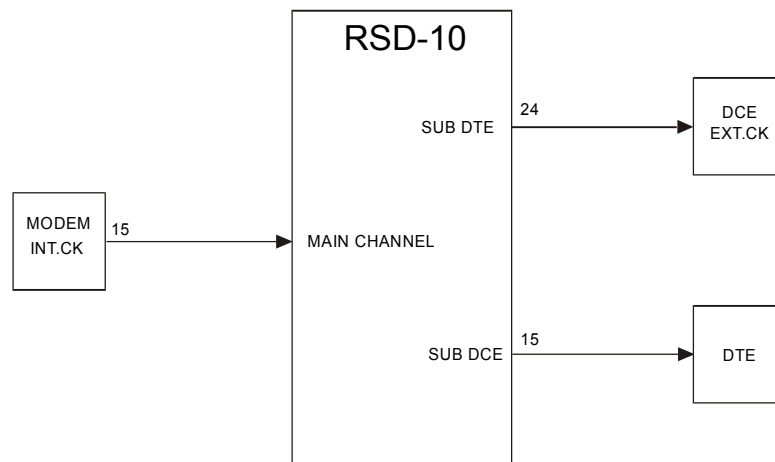 RSD-10
24
SUB DTE
DCE
EXT.CK
MODEM
INT.CK
15
MAIN CHANNEL
15
SUB DCE
DTE